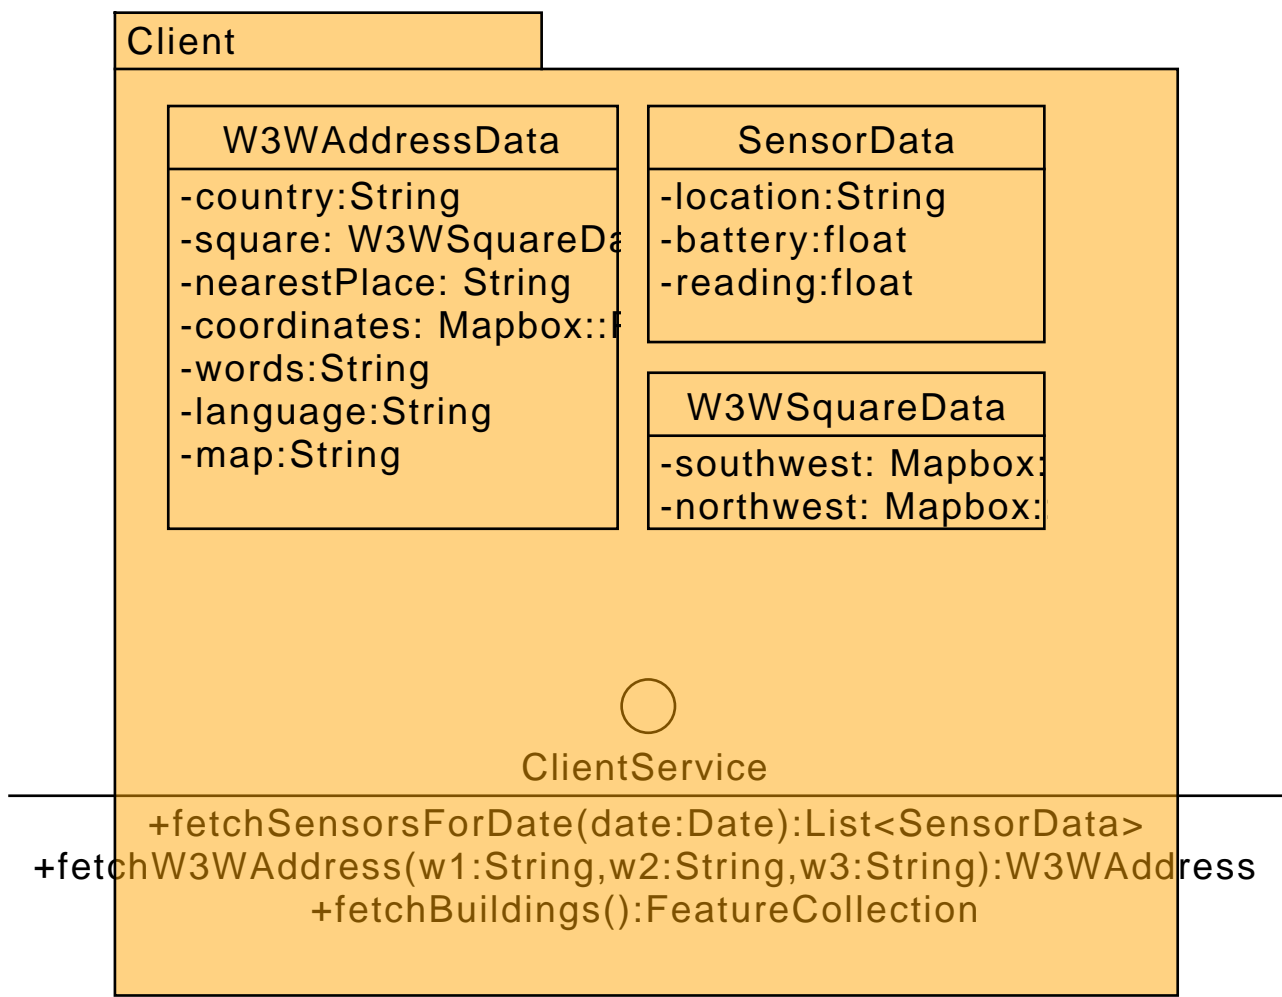 Client
W3WAddressData
-country:String
-square: W3WSquareDa
-nearestPlace: String
-coordinates: Mapbox::
-words:String
-language:String
-map:String
SensorData
-location:String
-battery:float
-reading:float
W3WSquareData
-southwest: Mapbox:
-northwest: Mapbox:
ClientService
+fetchSensorsForDate(date:Date):List<SensorData>
+fetchW3WAddress(w1:String,w2:String,w3:String):W3WAddress
+fetchBuildings():FeatureCollection